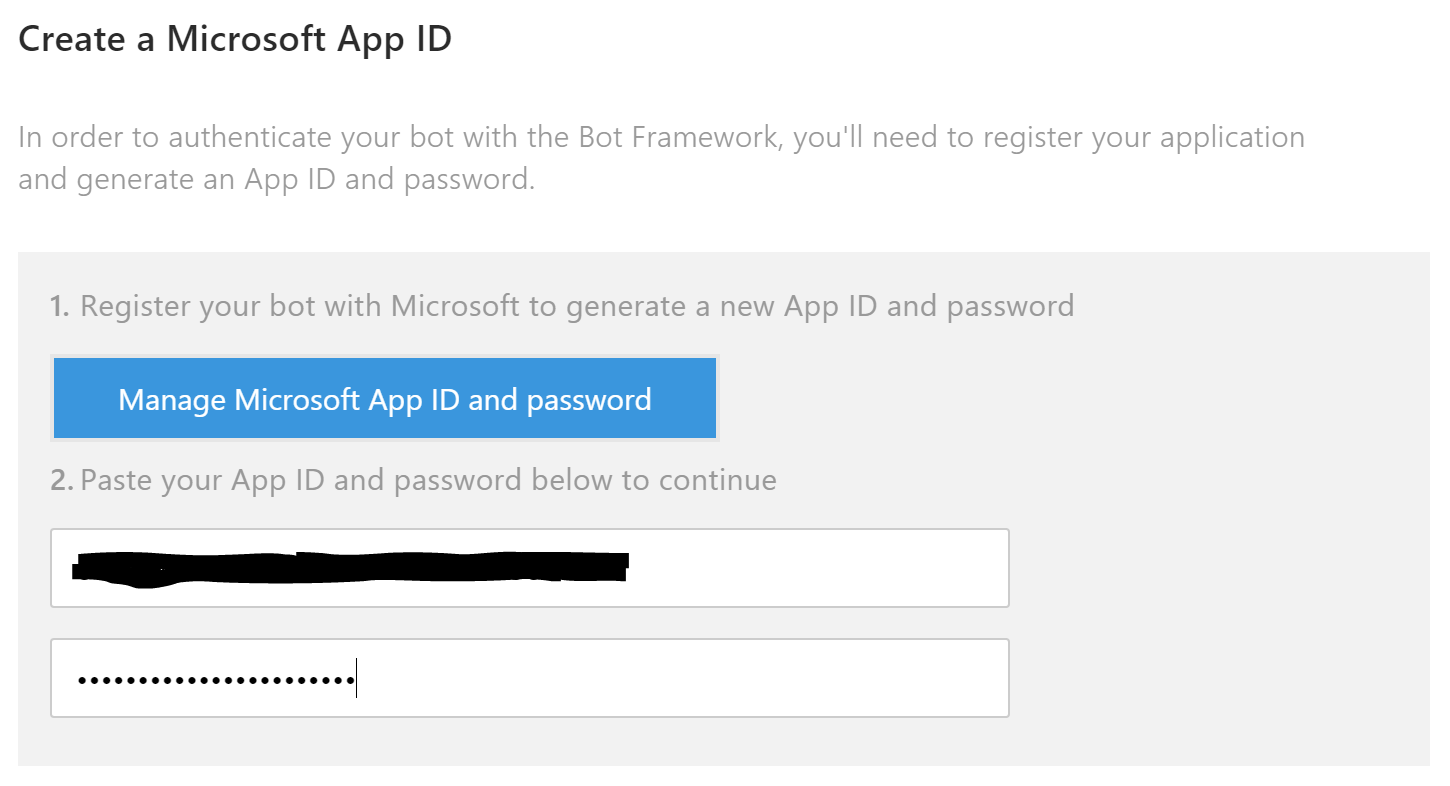 Create a Microsoft App ID
In order to authenticate your bot with the Bot Framework, you'll need to register your application
and generate an App ID and password.
1. Register your bot with Microsoft to generate a new App ID and password
Manage Microsoft App ID and password
2. Paste your App ID and password below to continue
•••••••••••••••••••••••